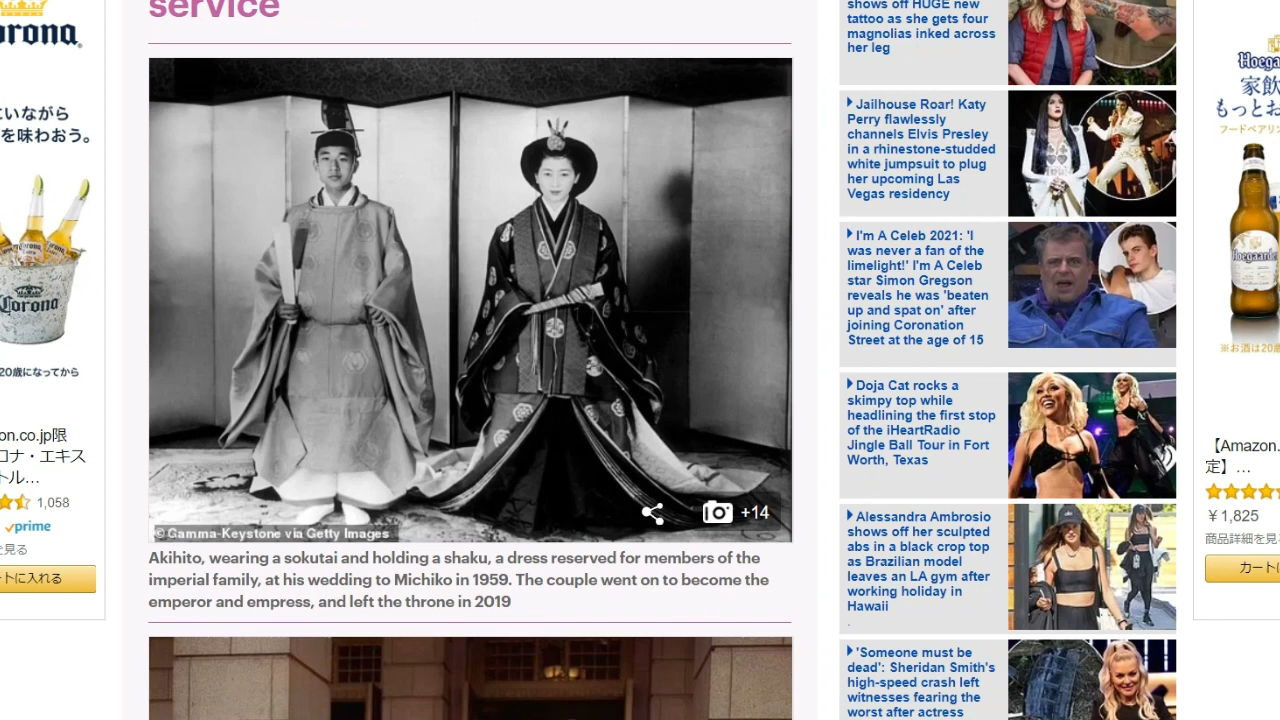 service
© Gamma-Keystone via Getty Images
+14
Akihito, wearing a sokutai and holding a shaku, a dress reserved for members of the
imperial family, at his wedding to Michiko in 1959. The couple went on to become the
emperor and empress, and left the throne in 2019
orona.
にいながら
を味わおう。
Corona
20歳になってから
on.co.jp限
ロナ・エキス
トル...
1,058
prime
を見る
トに入れる
shows off HUGE new
tattoo as she gets four
magnolias inked across
her leg
Jailhouse Roar! Katy
Perry flawlessly
channels Elvis Presley
in a rhinestone-studded
white jumpsuit to plug
her upcoming Las
Vegas residency
I'm A Celeb 2021: 'I
was never a fan of the
limelight!' I'm A Celeb
star Simon Gregson
reveals he was 'beaten
up and spat on' after
joining Coronation
Street at the age of 15
Doja Cat rocks a
skimpy top while
headlining the first stop
of the iHeartRadio
Jingle Ball Tour in Fort
Worth, Texas
Alessandra Ambrosio
shows off her sculpted
abs in a black crop top
as Brazilian model
leaves an LA gym after
working holiday in
Hawaii
.
'Someone must be
dead': Sheridan Smith's
high-speed crash left
witnesses fearing the
worst after actress
Hoega
家飲
もっとお
フードペアリン
Hoegaarde
※お酒は20歳
【Amazon.
定】...
￥1,825
商品詳細を見
カートに